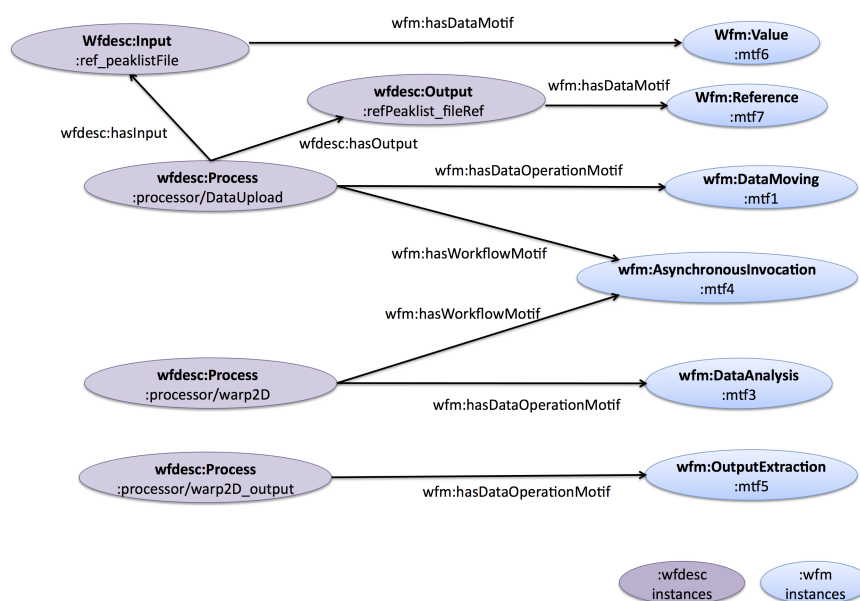 wfm:hasDataMotif
Wfdesc:Input
:ref_peaklistFile
Wfm:Value
:mtf6
wfdesc:Output
:refPeaklist_fileRef
wfm:hasDataMotif
Wfm:Reference
:mtf7
wfdesc:hasInput
wfdesc:hasOutput
wfdesc:Process
:processor/DataUpload
wfm:hasDataOperationMotif
wfm:DataMoving
:mtf1
wfm:hasWorkflowMotif
wfm:AsynchronousInvocation
:mtf4
wfm:hasWorkflowMotif
wfdesc:Process
:processor/warp2D
wfm:DataAnalysis
:mtf3
wfm:hasDataOperationMotif
wfdesc:Process
:processor/warp2D_output
wfm:OutputExtraction
:mtf5
wfm:hasDataOperationMotif
:wfdesc
instances
:wfm
instances